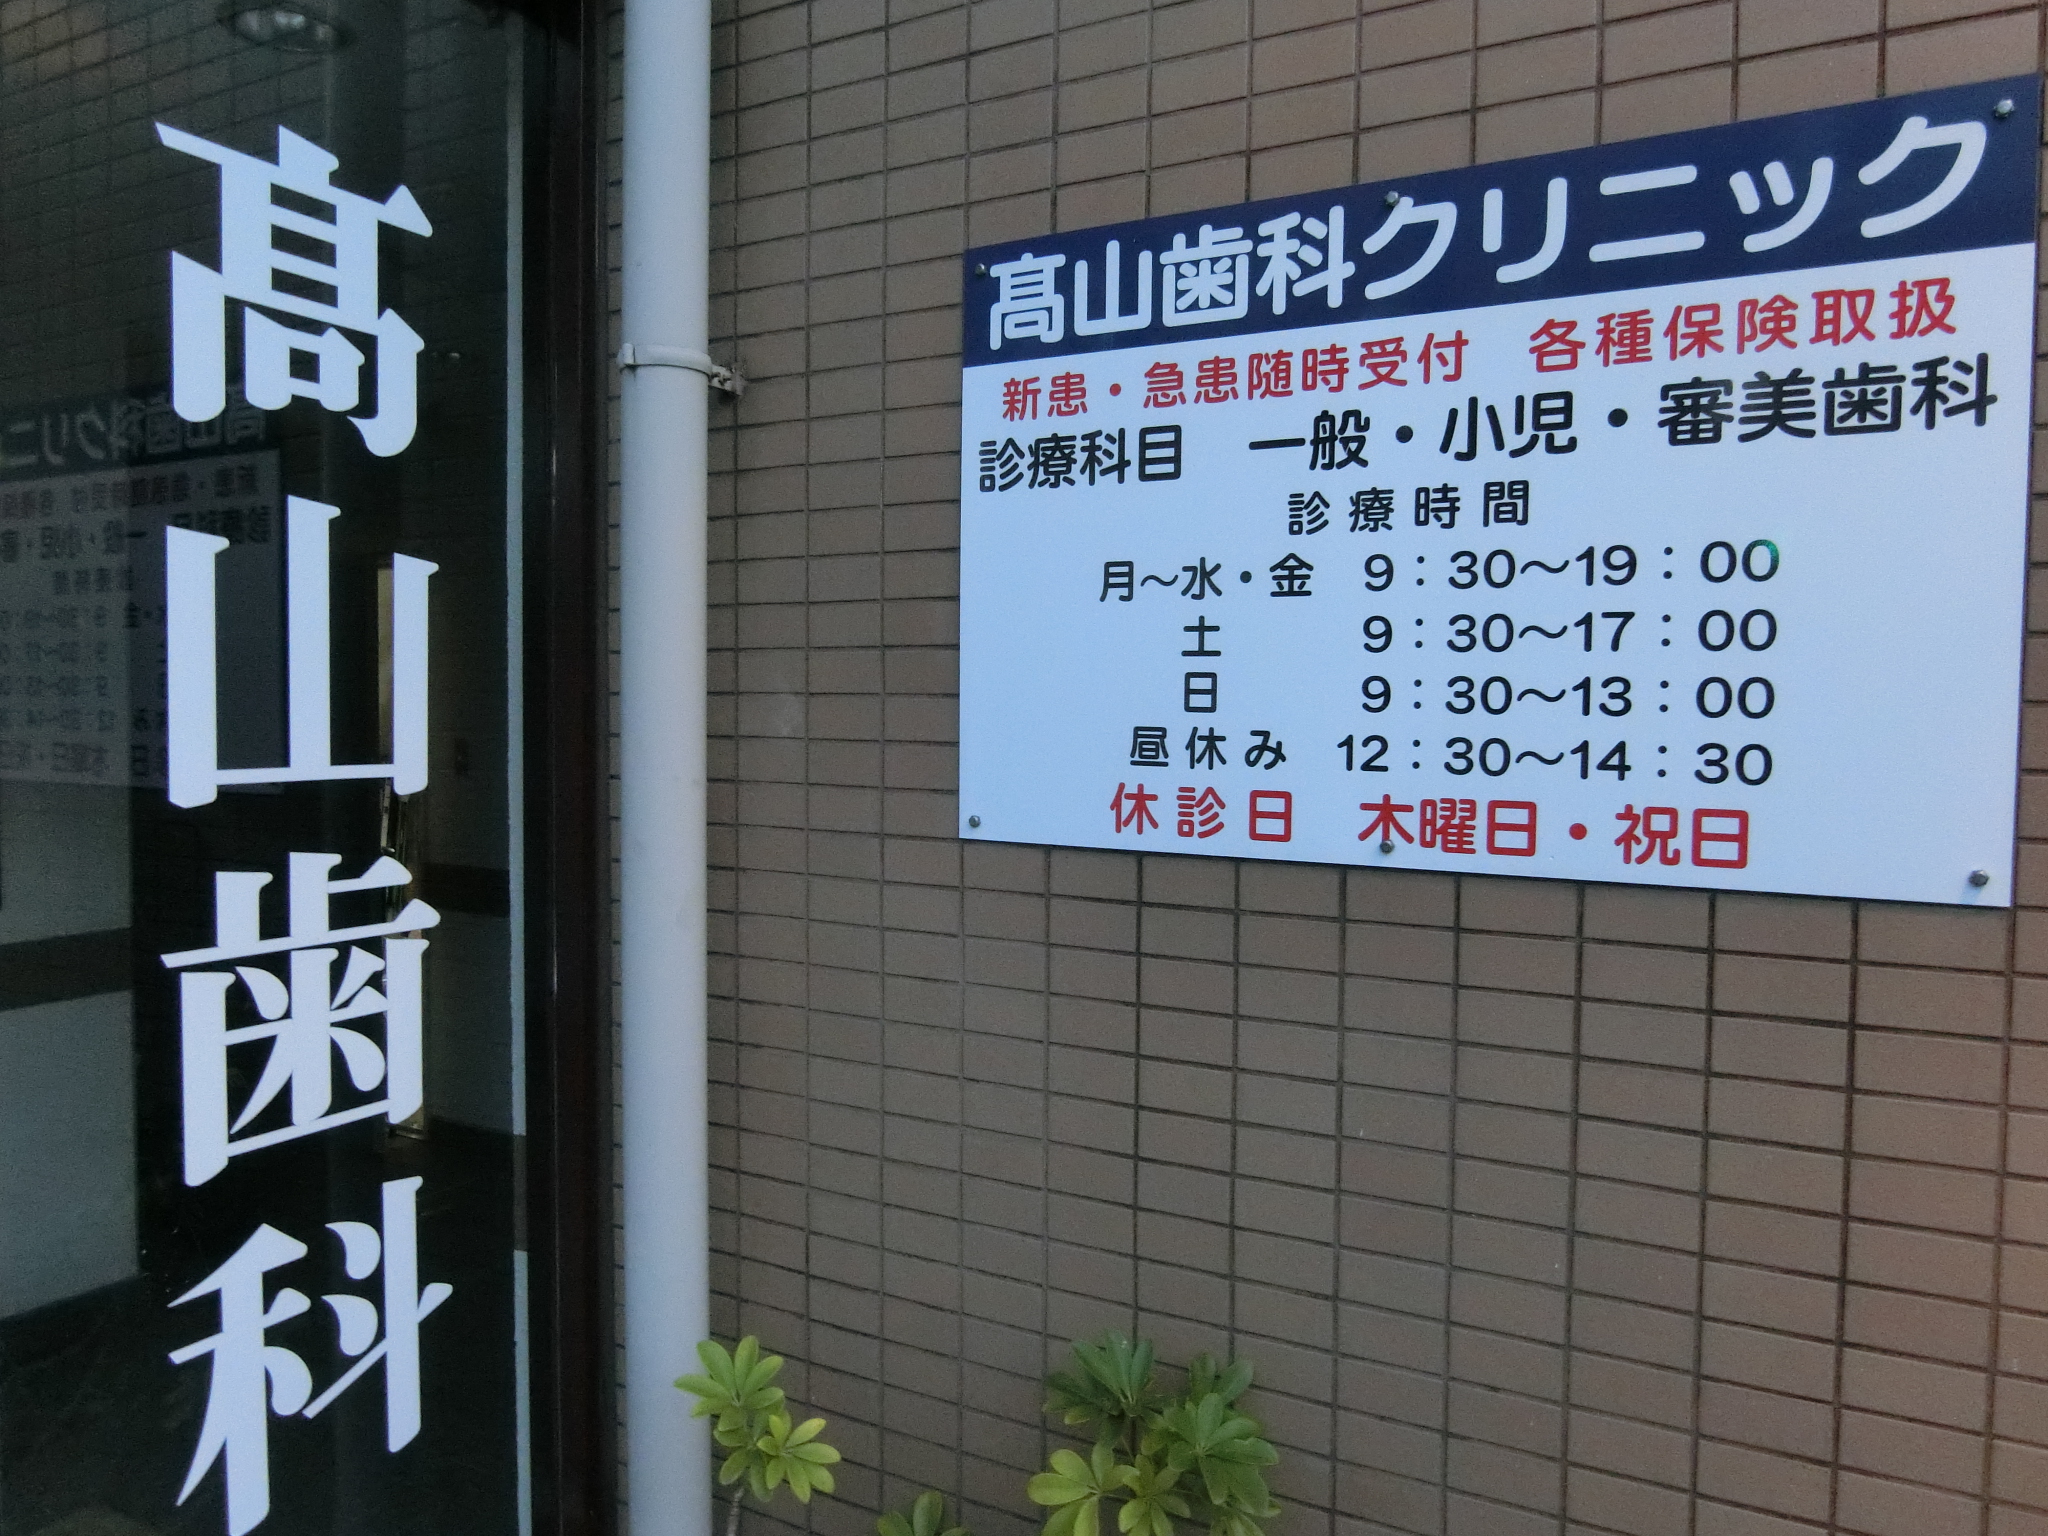 髙山歯科
髙山歯科クリニック
新患・急患随時受付 各種保険取扱
診療科目 一般・小児・審美歯科
診療時間
月～水・金 9:30～19:00
土 9:30～17:00
日 9:30～13:00
昼休み 12:30～14:30
休診日 木曜日・祝日